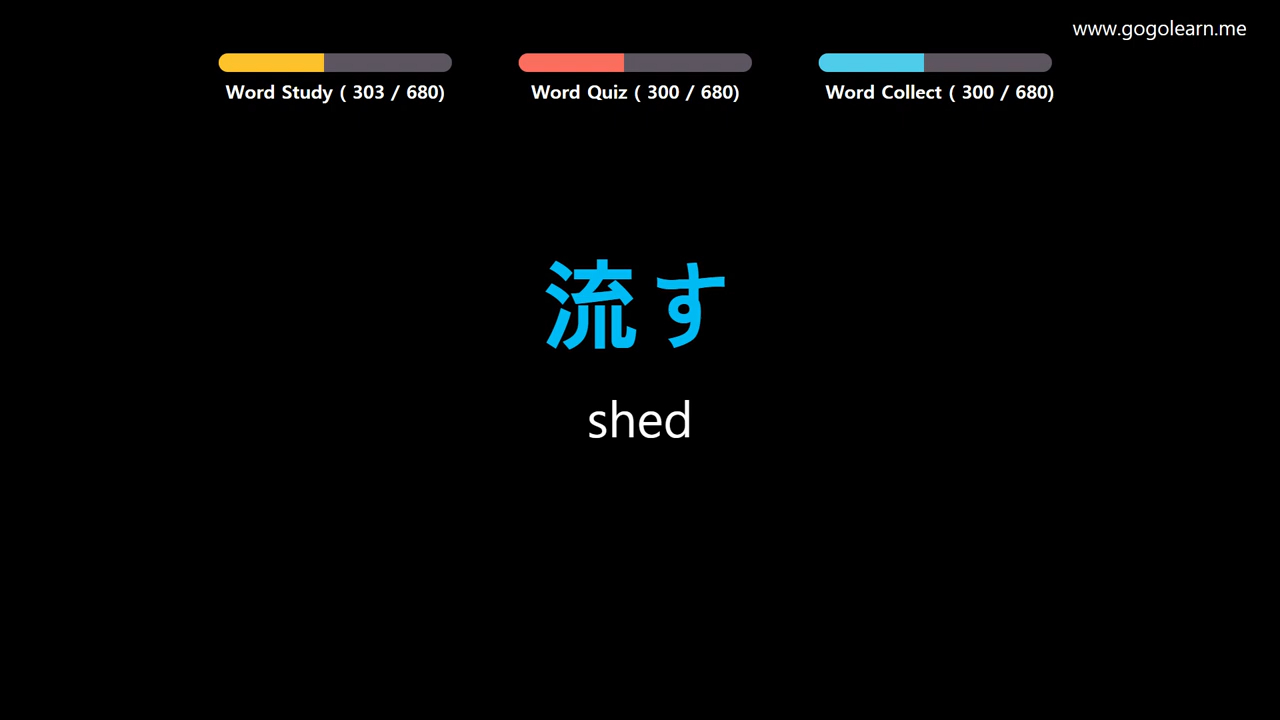 www.gogolearn.me
Word Study ( 303 / 680)
Word Quiz ( 300 / 680)
Word Collect ( 300 / 680)
流す
shed